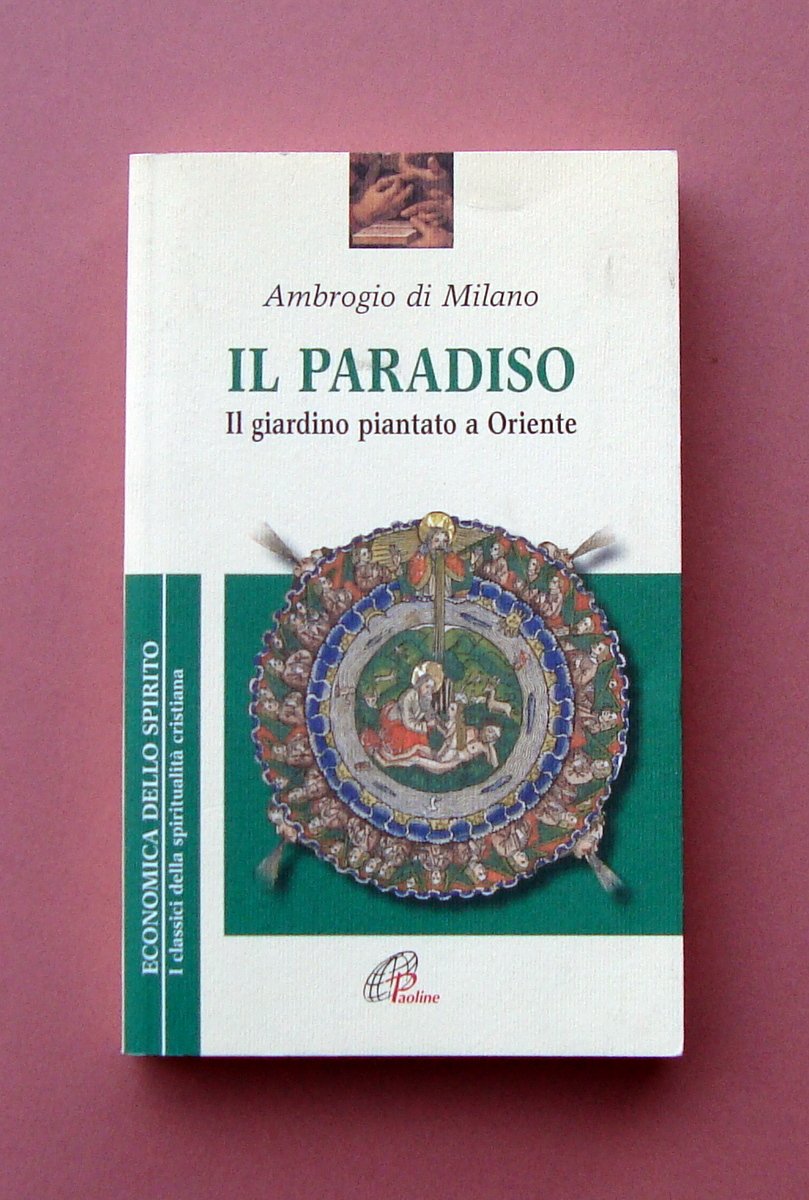 Ambrogio di Milano
IL PARADISO
Il giardino piantato a Oriente
ECONOMICA DELLO SPIRITO
I classici della spiritualità cristiana
Paoline